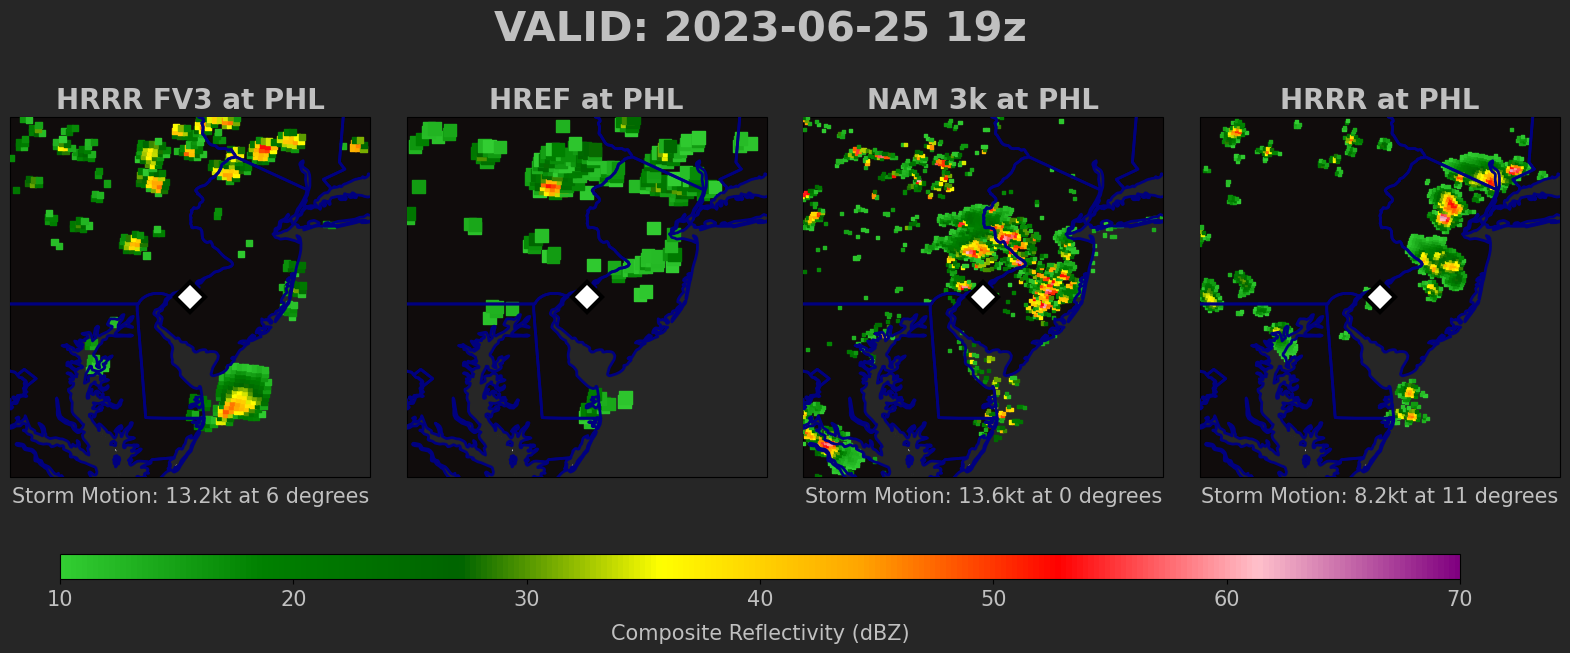 VALID: 2023-06-25 19z
HRRR FV3 at PHL
HREF at PHL
NAM 3k at PHL
HRRR at PHL
Storm Motion: 13.2kt at 6 degrees
Storm Motion: 13.6kt at 0 degrees
Storm Motion: 8.2kt at 11 degrees
10 20 30 40 50 60 70
Composite Reflectivity (dBZ)